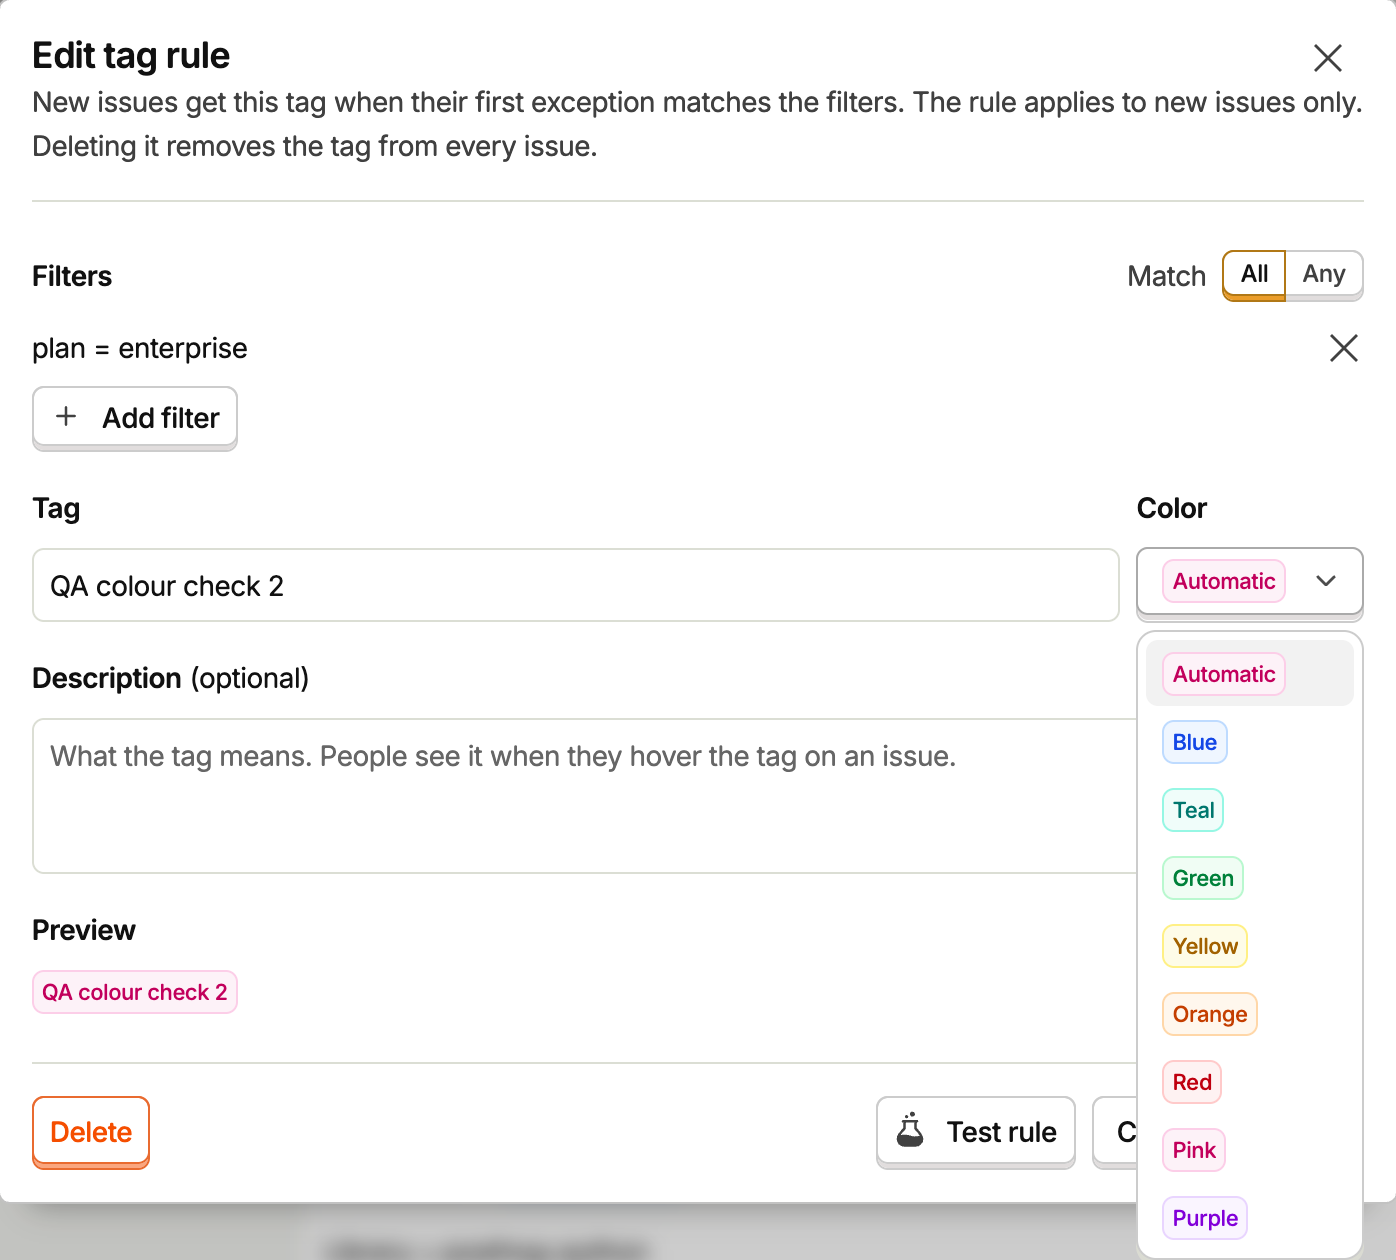 Edit tag rule
New issues get this tag when their first exception matches the filters. The rule applies to new issues only.
Deleting it removes the tag from every issue.
Filters
Match All Any
plan = enterprise
+ Add filter
Tag
Color
QA colour check 2
Automatic
Description (optional)
What the tag means. People see it when they hover the tag on an issue.
Automatic
Blue
Teal
Green
Yellow
Orange
Red
Pink
Purple
Preview
QA colour check 2
Delete
Test rule